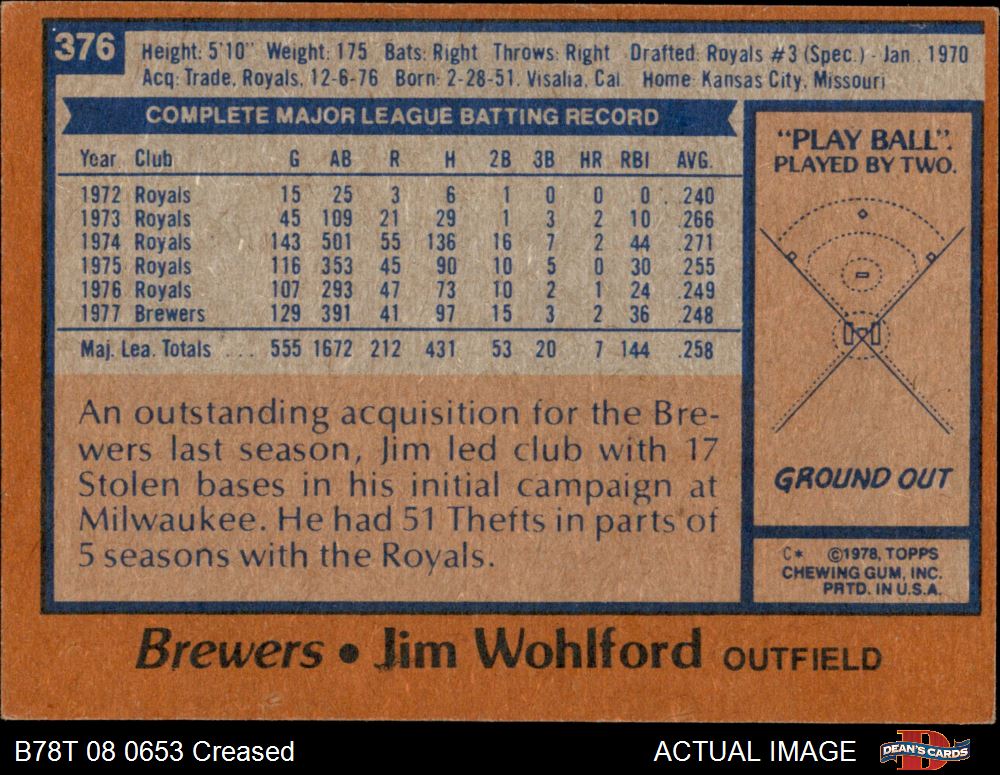 376
Height: 5'10" Weight: 175 Bats: Right Throws: Right Drafted: Royals #3 (Spec.) - Jan. 1970
Acq: Trade, Royals, 12-6-76 Born: 2-28-51, Visalia, Cal Home: Kansas City, Missouri
COMPLETE MAJOR LEAGUE BATTING RECORD
Year Club G AB R H 2B 3B HR RBI AVG.
1972 Royals 15 25 3 6 1 0 0 0 .240
1973 Royals 45 109 21 29 1 3 2 10 .266
1974 Royals 143 501 55 136 16 7 2 44 .271
1975 Royals 116 353 45 90 10 5 0 30 .255
1976 Royals 107 293 47 73 10 2 1 24 .249
1977 Brewers 129 391 41 97 15 3 2 36 .248
Maj. Lea. Totals ... 555 1672 212 431 53 20 7 144 .258
An outstanding acquisition for the Bre-
wers last season, Jim led club with 17
Stolen bases in his initial campaign at
Milwaukee. He had 51 Thefts in parts of
5 seasons with the Royals.
"PLAY BALL":
PLAYED BY TWO.
GROUND OUT
C* ©1978, TOPPS
CHEWING GUM, INC.
PRTD. IN U.S.A.
Brewers • Jim Wohlford OUTFIELD
B78T 08 0653 Creased
ACTUAL IMAGE
DEAN'S CARDS